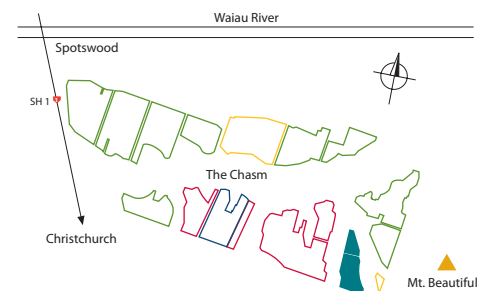 Waiau River
Spotswood
SH 1
The Chasm
Christchurch
Mt. Beautiful